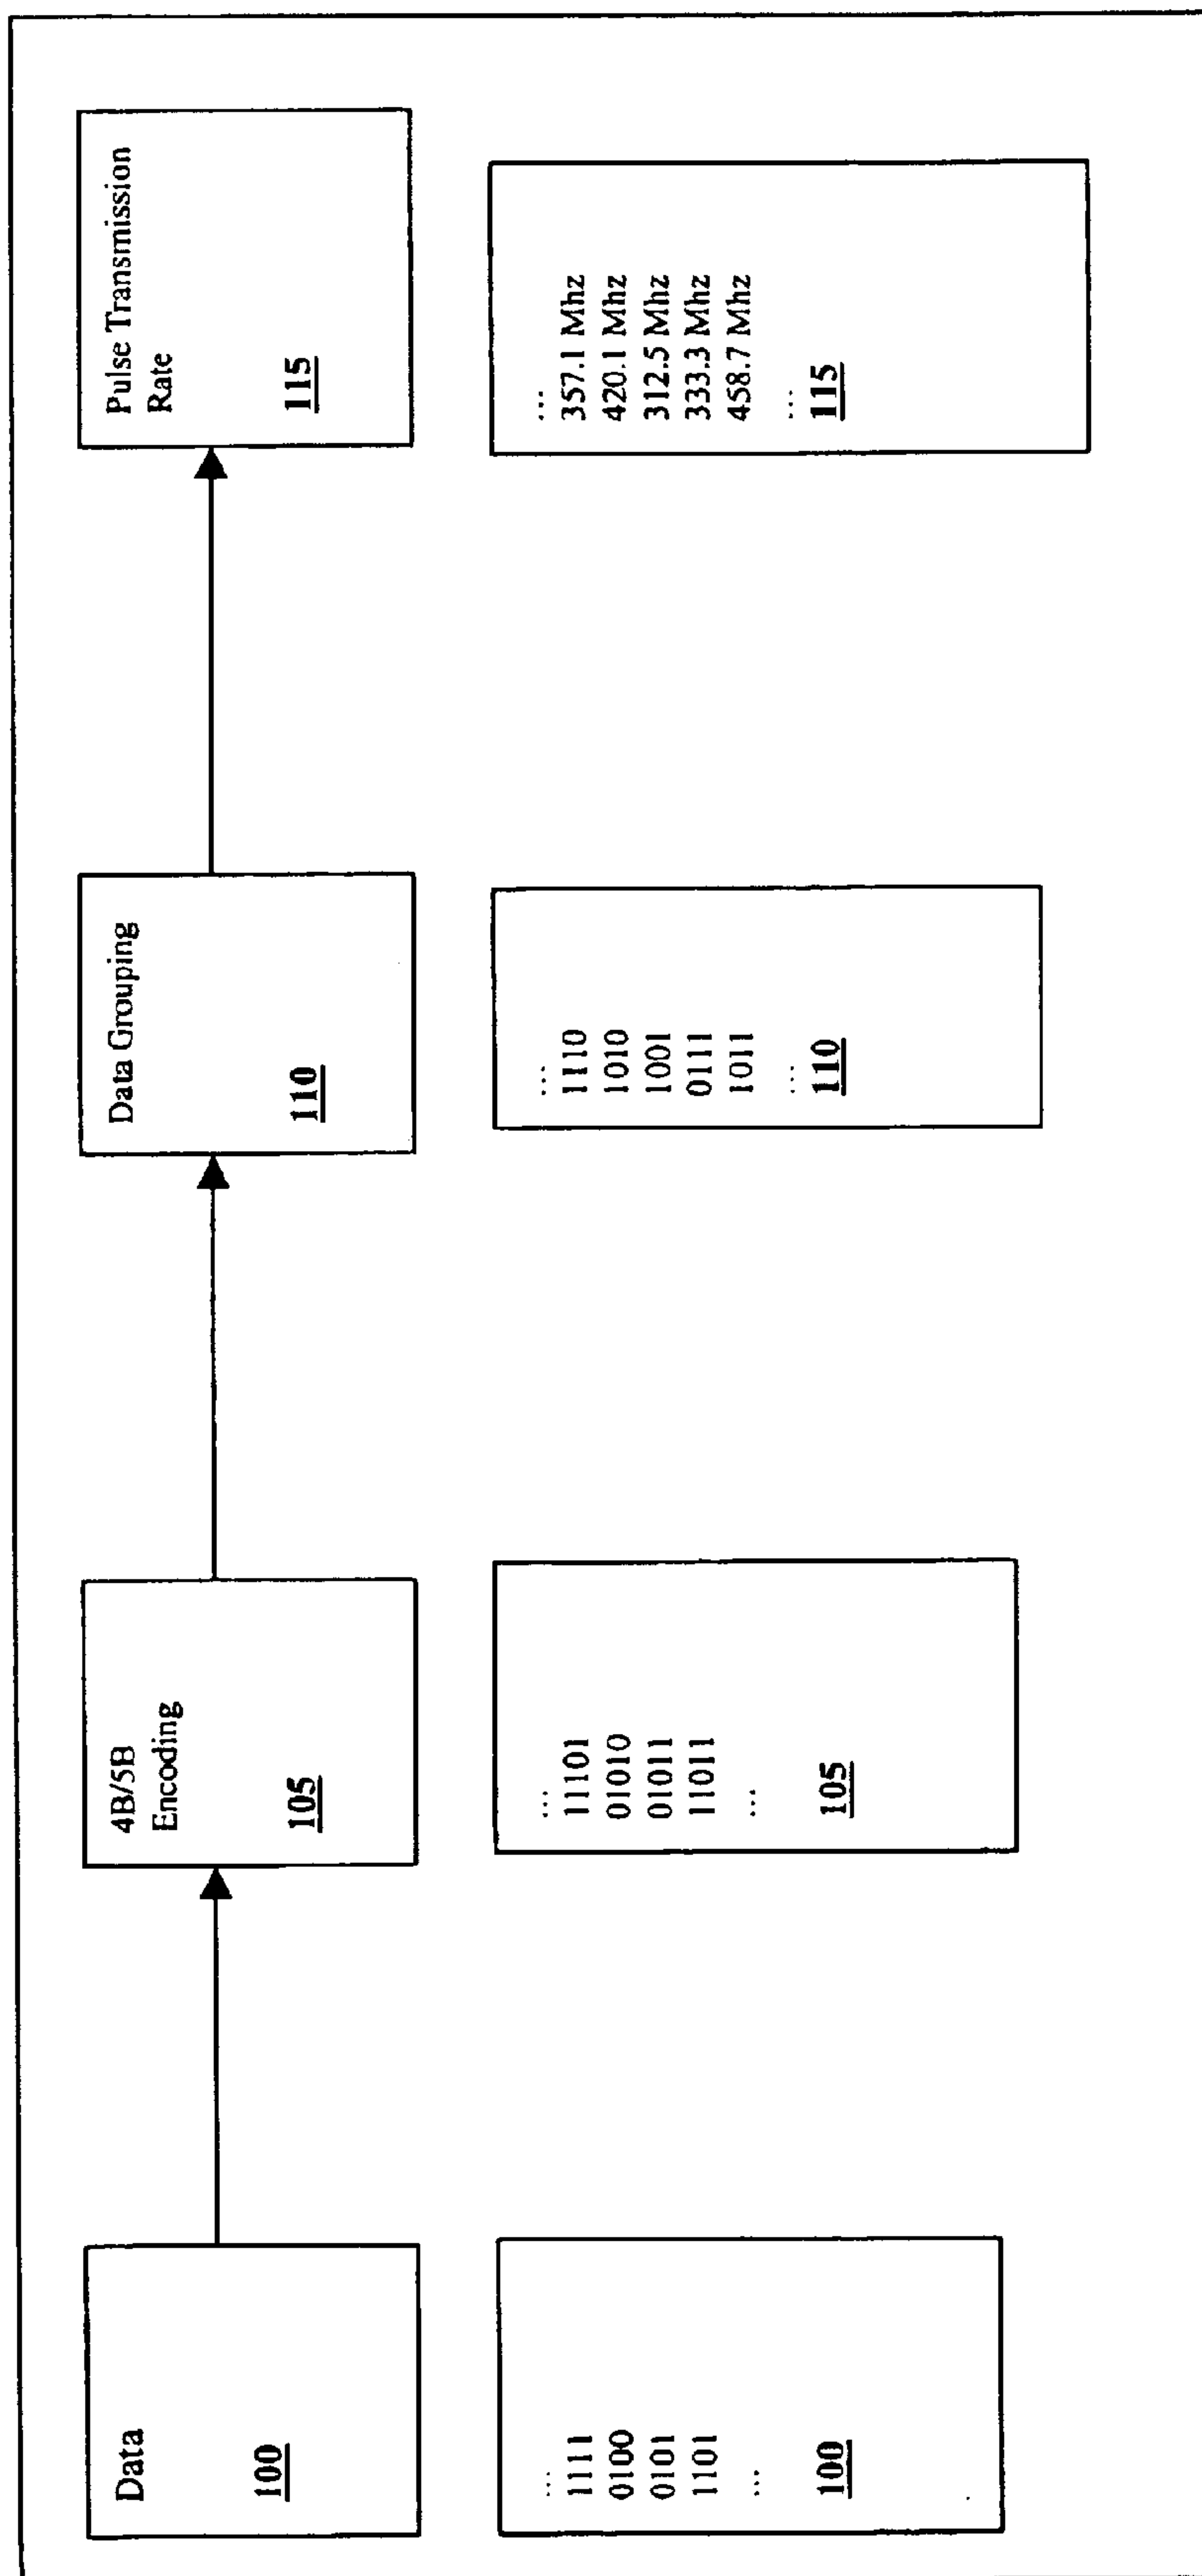 Data
100
4B/5B
Encoding
105
Data Grouping
110
Pulse Transmission
Rate
115
...
1111
0100
0101
1101
...
100
...
11101
01010
01011
11011
...
105
...
1110
1010
1001
0111
1011
...
110
...
357.1 Mhz
420.1 Mhz
312.5 Mhz
333.3 Mhz
458.7 Mhz
...
115